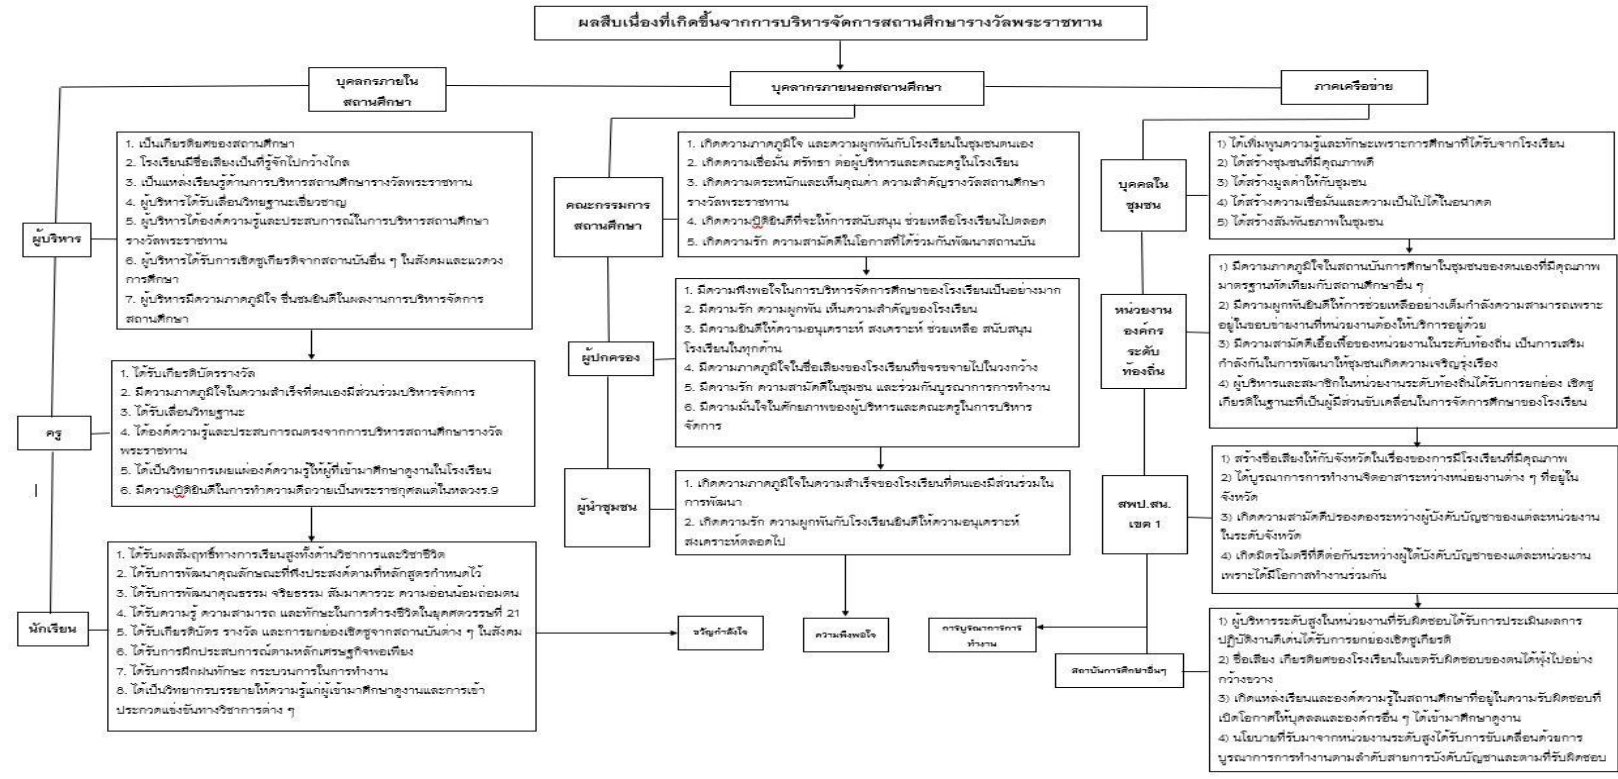 ผลสืบเนื่องที่เกิดขึ้นจากการบริหารจัดการสถานศึกษารางวัลพระราชทาน
บุคลกรภายใน
สถานศึกษา
บุคลากรภายนอกสถานศึกษา
ภาคเครือข่าย
ผู้บริหาร
1. เป็นเกียรติยศของสถานศึกษา
2. โรงเรียนมีชื่อเสียงเป็นที่รู้จักไปกว้างไกล
3. เป็นแหล่งเรียนรู้ด้านการบริหารสถานศึกษารางวัลพระราชทาน
4. ผู้บริหารได้รับเลื่อนวิทยฐานะเชี่ยวชาญ
5. ผู้บริหารได้องค์ความรู้และประสบการณ์ในการบริหารสถานศึกษา
รางวัลพระราชทาน
6. ผู้บริหารได้รับการเชิดชูเกียรติจากสถาบันอื่น ๆ ในสังคมและแวดวง
การศึกษา
7. ผู้บริหารมีความภาคภูมิใจ ชื่นชมยินดีในผลงานการบริหารจัดการ
สถานศึกษา
ครู
1. ได้รับเกียรติบัตรรางวัล
2. มีความภาคภูมิใจในความสำเร็จที่ตนเองมีส่วนร่วมบริหารจัดการ
3. ได้รับเลื่อนวิทยฐานะ
4. ได้องค์ความรู้และประสบการณตรงจากการบริหารสถานศึกษารางวัล
พระราชทาน
5. ได้เป็นวิทยากรเผยแผ่องค์ความรู้ให้ผู้ที่เข้ามาศึกษาดูงานในโรงเรียน
6. มีความปิติยินดีในการทำความดีถวายเป็นพระราชกุศลแด่ในหลวงร.9
นักเรียน
1. ได้รับผลสัมฤทธิ์ทางการเรียนสูงทั้งด้านวิชาการและวิชาชีวิต
2. ได้รับการพัฒนาคุณลักษณะที่พึงประสงค์ตามที่หลักสูตรกำหนดไว้
3. ได้รับการพัฒนาคุณธรรม จริยธรรม สัมมาคารวะ ความอ่อนน้อมถ่อมตน
4. ได้รับความรู้ ความสามารถ และทักษะในการดำรงชีวิตในยุคศตวรรษที่ 21
5. ได้รับเกียรติบัตร รางวัล และการยกย่องเชิดชูจากสถาบันต่าง ๆ ในสังคม
6. ได้รับการฝึกประสบการณ์ตามหลักเศรษฐกิจพอเพียง
7. ได้รับการฝึกฝนทักษะ กระบวนการในการทำงาน
8. ได้เป็นวิทยากรบรรยายให้ความรู้แก่ผู้เข้ามาศึกษาดูงานและการเข้า
ประกวดแข่งขันทางวิชาการต่าง ๆ
คณะกรรมการ
สถานศึกษา
1. เกิดความภาคภูมิใจ และความผูกพันกับโรงเรียนในชุมชนตนเอง
2. เกิดความเชื่อมั่น ศรัทธา ต่อผู้บริหารและคณะครูในโรงเรียน
3. เกิดความตระหนักและเห็นคุณค่า ความสำคัญรางวัลสถานศึกษา
รางวัลพระราชทาน
4. เกิดความปิติยินดีที่จะให้การสนับสนุน ช่วยเหลือโรงเรียนไปตลอด
5. เกิดความรัก ความสามัคคีในโอกาสที่ได้ร่วมกันพัฒนาสถานบัน
ผู้ปกครอง
1. มีความพึงพอใจในการบริหารจัดการศึกษาของโรงเรียนเป็นอย่างมาก
2. มีความรัก ความผูกพัน เห็นความสำคัญของโรงเรียน
3. มีความยินดีให้ความอนุเคราะห์ สงเคราะห์ ช่วยเหลือ สนับสนุน
โรงเรียนในทุกด้าน
4. มีความภาคภูมิใจในชื่อเสียงของโรงเรียนที่ขจรขจายไปในวงกว้าง
5. มีความรัก ความสามัคคีในชุมชน และร่วมกันบูรณาการการทำงาน
6. มีความมั่นใจในศักยภาพของผู้บริหารและคณะครูในการบริหาร
จัดการ
ผู้นำชุมชน
1. เกิดความภาคภูมิใจในความสำเร็จของโรงเรียนที่ตนเองมีส่วนร่วมใน
การพัฒนา
2. เกิดความรัก ความผูกพันกับโรงเรียนยินดีให้ความอนุเคราะห์
สงเคราะห์ตลอดไป
บุคคลใน
ชุมชน
1) ได้เพิ่มพูนความรู้และทักษะเพราะการศึกษาที่ได้รับจากโรงเรียน
2) ได้สร้างชุมชนที่มีคุณภาพดี
3) ได้สร้างมูลค่าให้กับชุมชน
4) ได้สร้างความเชื่อมั่นและความเป็นไปได้ในอนาคต
5) ได้สร้างสัมพันธภาพในชุมชน
หน่วยงาน
องค์กร
ระดับ
ท้องถิ่น
1) มีความภาคภูมิใจในสถาบันการศึกษาในชุมชนของตนเองที่มีคุณภาพ
มาตรฐานทัดเทียมกับสถานศึกษาอื่น ๆ
2) มีความผูกพันยินดีให้การช่วยเหลืออย่างเต็มกำลังความสามารถเพราะ
อยู่ในขอบข่ายงานที่หน่วยงานต้องให้บริการอยู่ด้วย
3) มีความสามัคคีเอื้อเฟื้อของหน่วยงานในระดับท้องถิ่น เป็นการเสริม
กำลังกันในการพัฒนาให้ชุมชนเกิดความเจริญรุ่งเรือง
4) ผู้บริหารและสมาชิกในหน่วยงานระดับท้องถิ่นได้รับการยกย่อง เชิดชู
เกียรติในฐานะที่เป็นผู้มีส่วนขับเคลื่อนในการจัดการศึกษาของโรงเรียน
สพป.สน.
เขต 1
1) สร้างชื่อเสียงให้กับจังหวัดในเรื่องของการมีโรงเรียนที่มีคุณภาพ
2) ได้บูรณาการการทำงานจิตอาสาระหว่างหน่อยงานต่าง ๆ ที่อยู่ใน
จังหวัด
3) เกิดความสามัคคีปรองดองระหว่างผู้บังคับบัญชาของแต่ละหน่วยงาน
ในระดับจังหวัด
4) เกิดมิตรไมตรีที่ดีต่อกันระหว่างผู้ใต้บังคับบัญชาของแต่ละหน่วยงาน
เพราะได้มีโอกาสทำงานร่วมกัน
สถาบันการศึกษาอื่นๆ
1) ผู้บริหารระดับสูงในหน่วยงานที่รับผิดชอบได้รับการประเมินผลการ
ปฏิบัติงานดีเด่นได้รับการยกย่องเชิดชูเกียรติ
2) ชื่อเสียง เกียรติยศของโรงเรียนในเขตรับผิดชอบของตนได้ฟุ้งไปอย่าง
กว้างขวาง
3) เกิดแหล่งเรียนและองค์ความรู้ในสถานศึกษาที่อยู่ในความรับผิดชอบที่
เปิดโอกาสให้บุคลลและองค์กรอื่น ๆ ได้เข้ามาศึกษาดูงาน
4) นโยบายที่รับมาจากหน่วยงานระดับสูงได้รับการขับเคลื่อนด้วยการ
บูรณาการการทำงานตามลำดับสายการบังคับบัญชาและตามที่รับผิดชอบ
ขวัญกำลังใจ
ความพึงพอใจ
การบูรณาการการ
ทำงาน